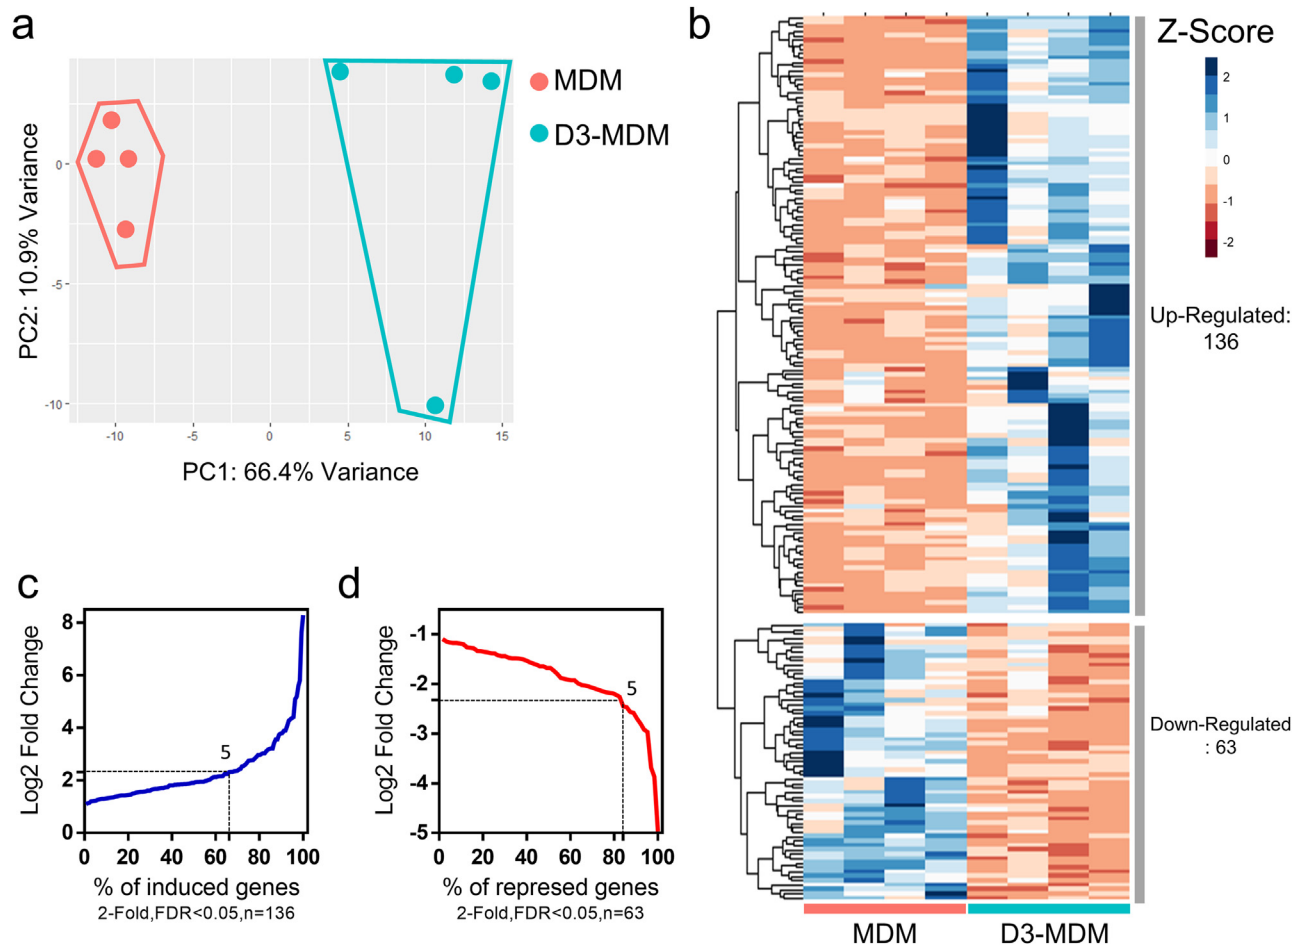 a
MDM
D3-MDM
PC2: 10.9% Variance
0
-5
-10
-10
-5
0
5
10
15
PC1: 66.4% Variance
b
Z-Score
2
1
0
-1
-2
Up-Regulated:
136
Down-Regulated
: 63
MDM
D3-MDM
c
Log2 Fold Change
8
6
4
2
0
5
0
20
40
60
80
100
% of induced genes
2-Fold,FDR<0.05,n=136
d
Log2 Fold Change
-1
-2
-3
-4
-5
5
0
20
40
60
80
100
% of represed genes
2-Fold,FDR<0.05,n=63